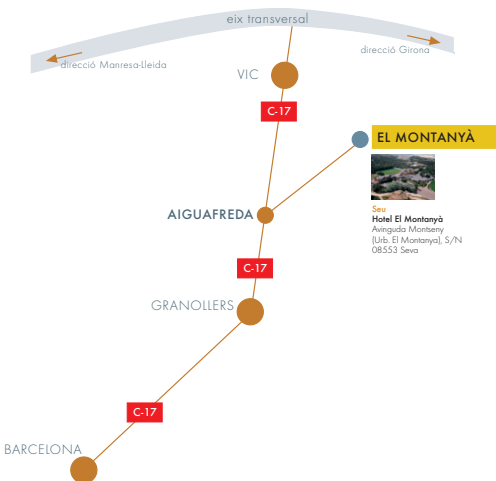 eix transversal
direcció Girona
direcció Manresa-Lleida
VIC
C-17
EL MONTANYÀ
Seu
Hotel El Montanyà
Avinguda Montseny
(Urb. El Montanya), S/N
08553 Seva
AIGUAFREDA
C-17
GRANOLLERS
C-17
BARCELONA